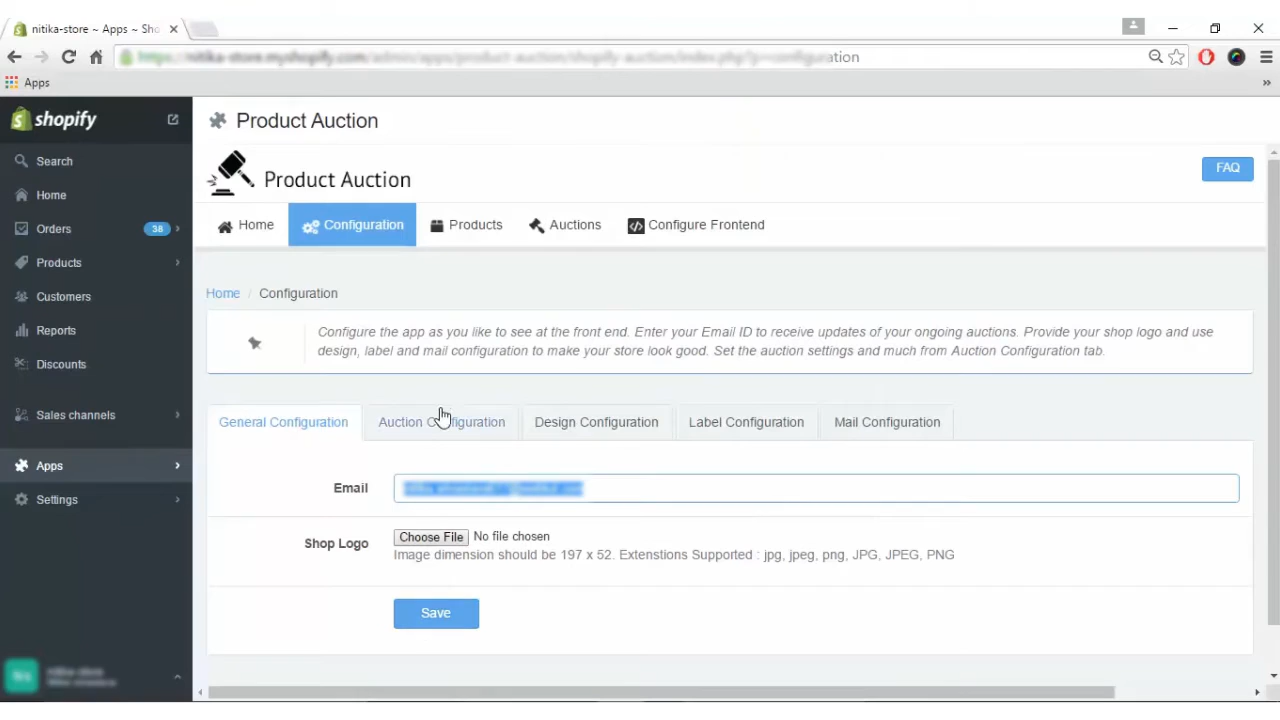 nitika-store ~ Apps ~ Sho
Apps
shopify
Search
Home
Orders 38
Products
Customers
Reports
Discounts
Sales channels
Apps
Settings
Product Auction
Product Auction
FAQ
Home Configuration Products Auctions Configure Frontend
Home / Configuration
Configure the app as you like to see at the front end. Enter your Email ID to receive updates of your ongoing auctions. Provide your shop logo and use
design, label and mail configuration to make your store look good. Set the auction settings and much from Auction Configuration tab.
General Configuration Auction Configuration Design Configuration Label Configuration Mail Configuration
Email
Shop Logo Choose File No file chosen
Image dimension should be 197 x 52. Extenstions Supported : jpg, jpeg, png, JPG, JPEG, PNG
Save